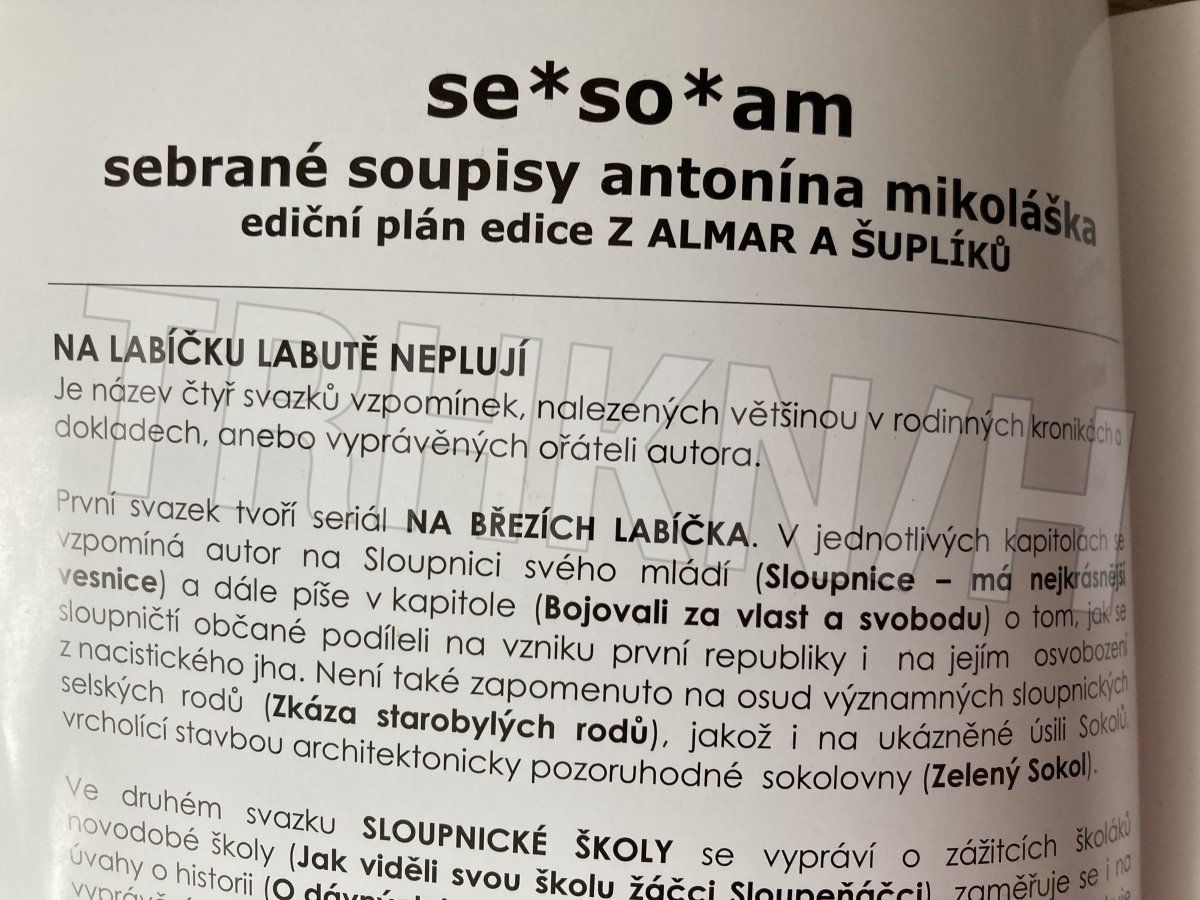 se*so*am
sebrané soupisy antonína mikoláška
ediční plán edice Z ALMAR A ŠUPLÍKŮ
NA LABÍČKU LABUTĚ NEPLUJÍ
Je název čtyř svazků vzpomínek, nalezených většinou v rodinných kronikách a
dokladech, anebo vyprávěných ořáteli autora.
První svazek tvoří seriál NA BŘEZÍCH LABÍČKA. V jednotlivých kapitolách se
vzpomíná autor na Sloupnici svého mládí (Sloupnice – má nejkrásnější
vesnice) a dále píše v kapitole (Bojovali za vlast a svobodu) o tom, jak se
sloupničtí občané podíleli na vzniku první republiky i na jejím osvobození
z nacistického jha. Není také zapomenuto na osud významných sloupnických
selských rodů (Zkáza starobylých rodů), jakož i na ukázněné úsili Sokolů,
vrcholící stavbou architektonicky pozoruhodné sokolovny (Zelený Sokol).
Ve druhém svazku SLOUPNICKÉ ŠKOLY se vypráví o zážitcích školáků
novodobé školy (Jak viděli svou školu žáčci Sloupeňáčci), zaměřuje se i na
úvahy o historii (O
TRHKNIH